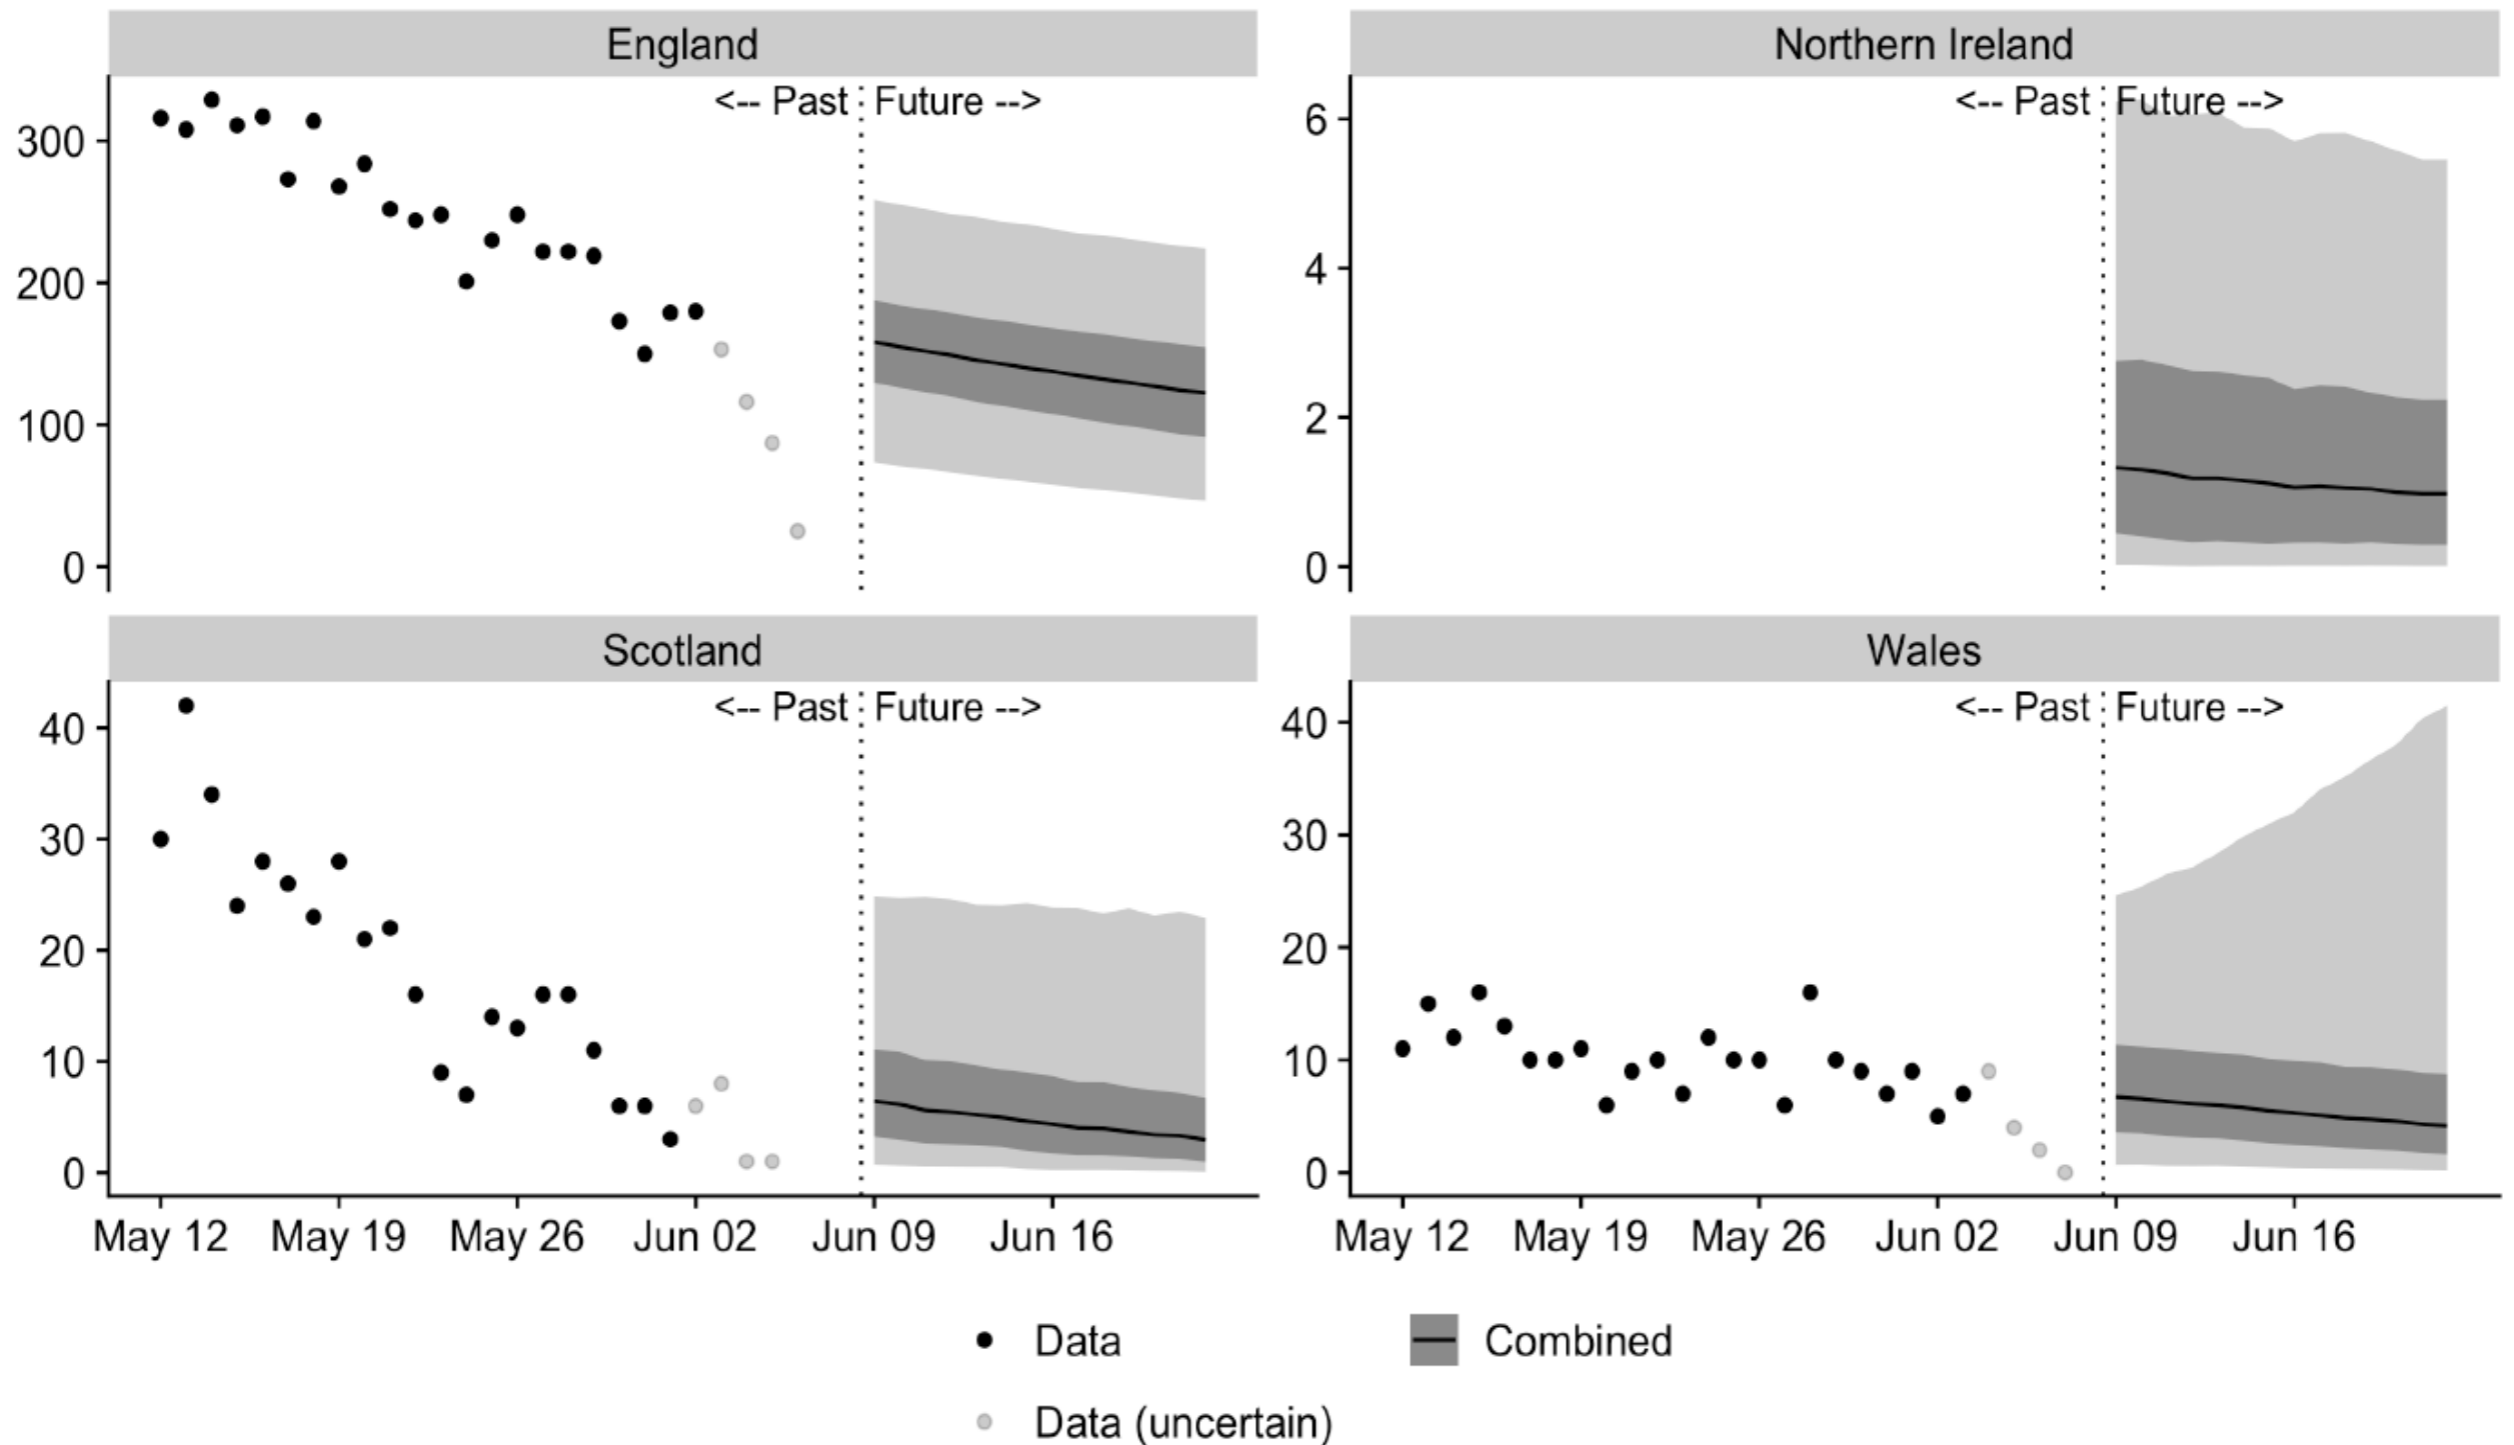 England
<-- Past Future -->
300
200
100
0
Northern Ireland
<-- Past Future -->
6
4
2
0
Scotland
<-- Past Future -->
40
30
20
10
0
May 12 May 19 May 26 Jun 02 Jun 09 Jun 16
Wales
<-- Past Future -->
40
30
20
10
0
May 12 May 19 May 26 Jun 02 Jun 09 Jun 16
Data
Data (uncertain)
Combined